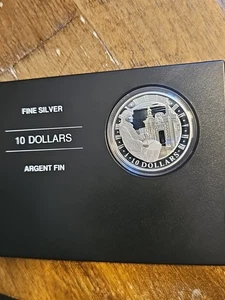 FINE SILVER
10 DOLLARS
ARGENT FIN
10 DOLLARS